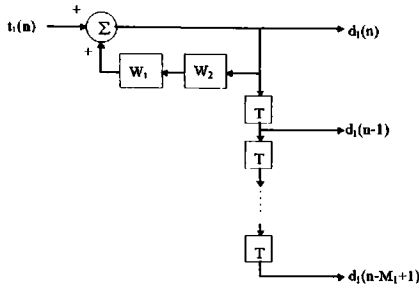 t₁(n)
+
Σ
+
d₁(n)
W₁
W₂
T
d₁(n-1)
T
T
d₁(n-M₁+1)